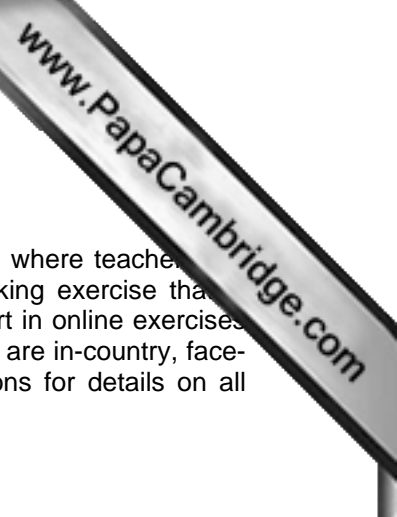 www.PapaCambridge.com
where teache
king exercise tha
rt in online exercises
are in-country, face-
ons for details on all